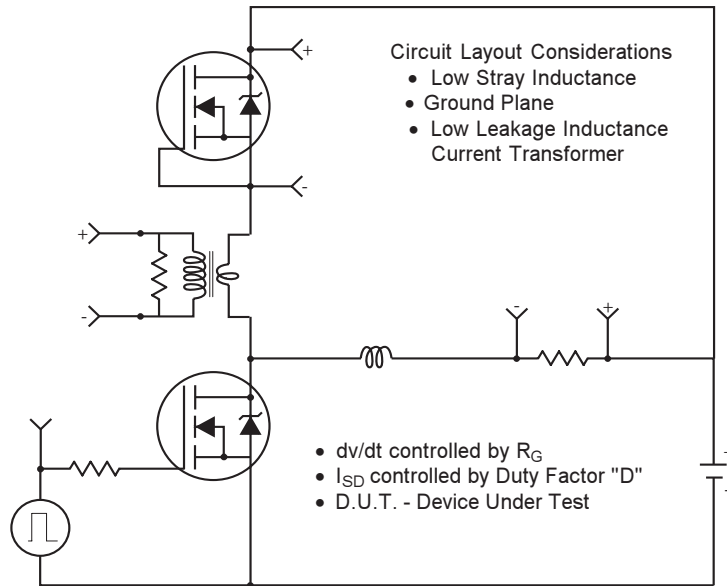 +
Circuit Layout Considerations
• Low Stray Inductance
• Ground Plane
• Low Leakage Inductance
Current Transformer
-
+
-
- +
• dv/dt controlled by RG
• ISD controlled by Duty Factor "D"
• D.U.T. - Device Under Test
+
-